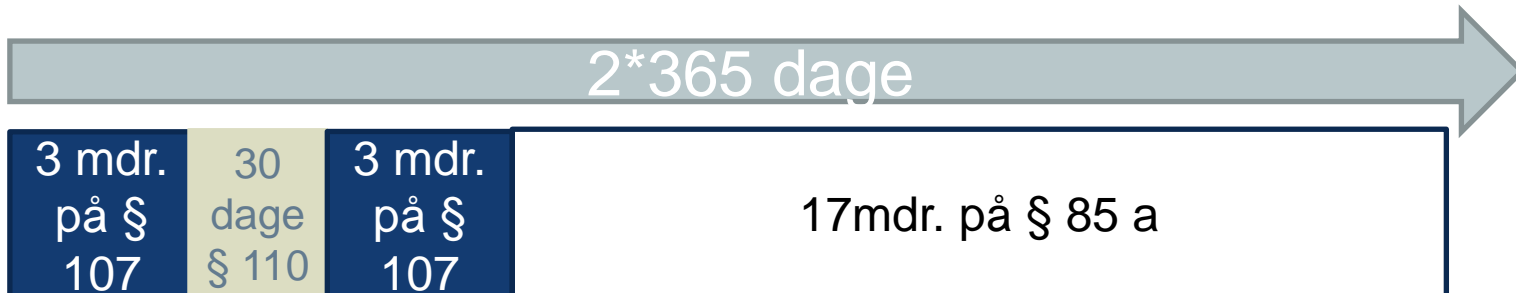 2*365 dage
3 mdr.
på §
107
30
dage
§ 110
3 mdr.
på §
107
17mdr. på § 85 a